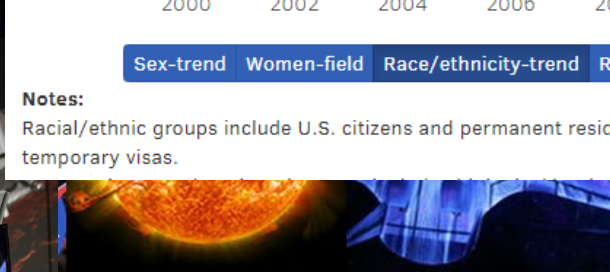 2000 2002 2004 2006
Sex-trend Women-field Race/ethnicity-trend R
Notes:
Racial/ethnic groups include U.S. citizens and permanent
temporary visas.